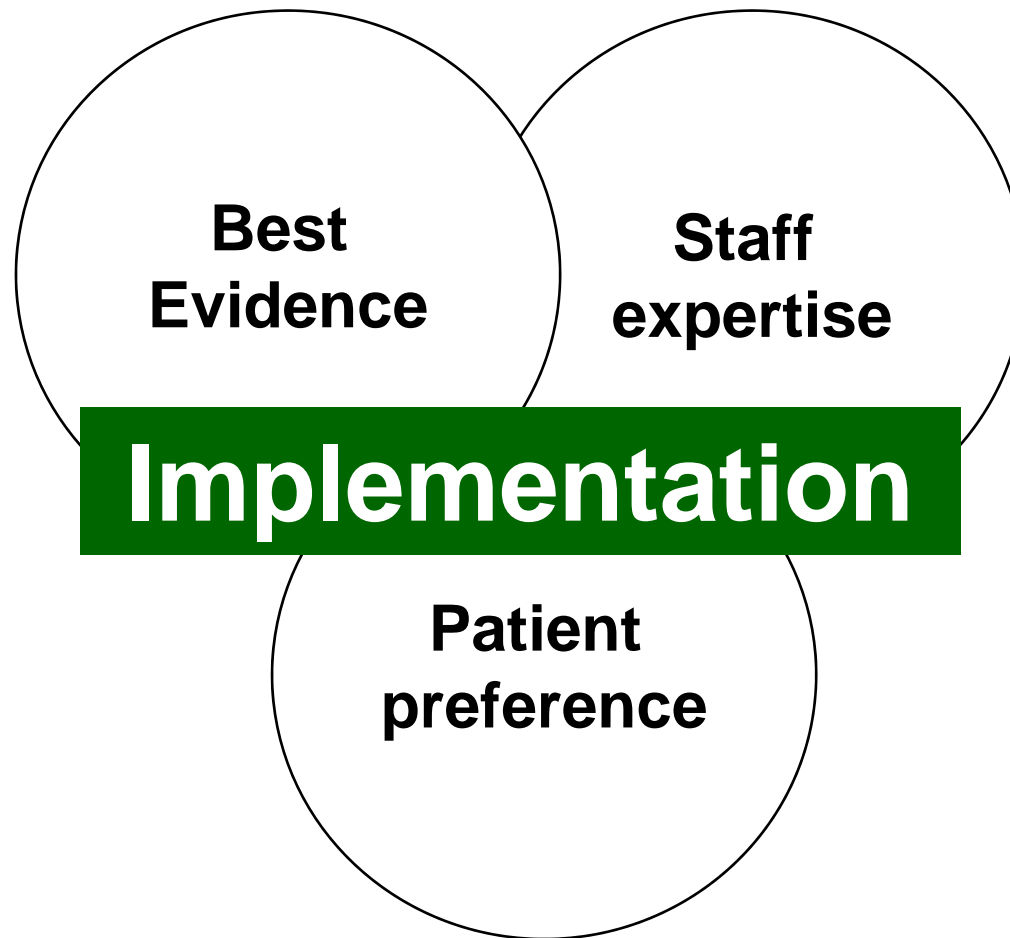 Best
Evidence
Staff
expertise
Implementation
Patient
preference